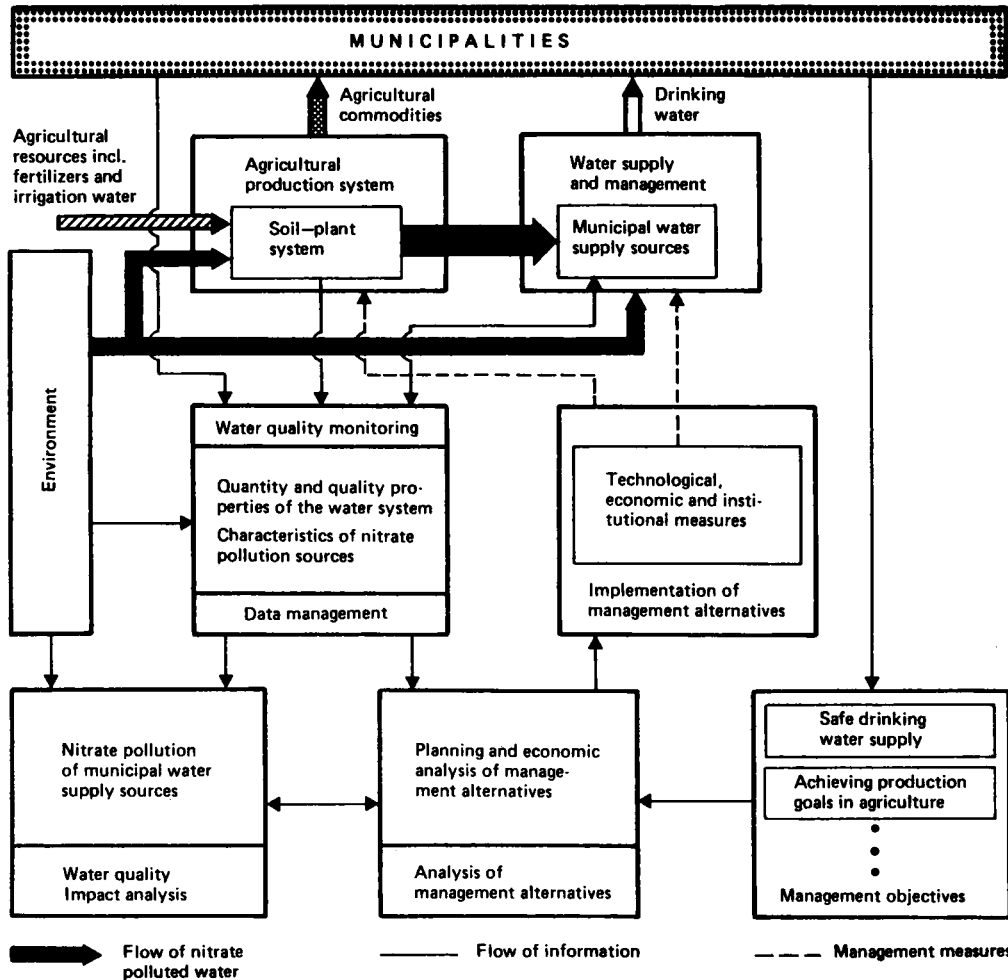 MUNICIPALITIES
Agricultural
commodities
Drinking
water
Agricultural
resources incl.
fertilizers and
irrigation water
Agricultural
production system
Soil–plant
system
Water supply
and management
Municipal water
supply sources
Environment
Water quality monitoring
Quantity and quality pro-
perties of the water system
Characteristics of nitrate
pollution sources
Data management
Technological,
economic and insti-
tutional measures
Implementation of
management alternatives
Nitrate pollution
of municipal water
supply sources
Water quality
Impact analysis
Planning and economic
analysis of manage-
ment alternatives
Analysis of
management alternatives
Safe drinking
water supply
Achieving production
goals in agriculture
Management objectives
Flow of nitrate
polluted water
Flow of information
Management measures